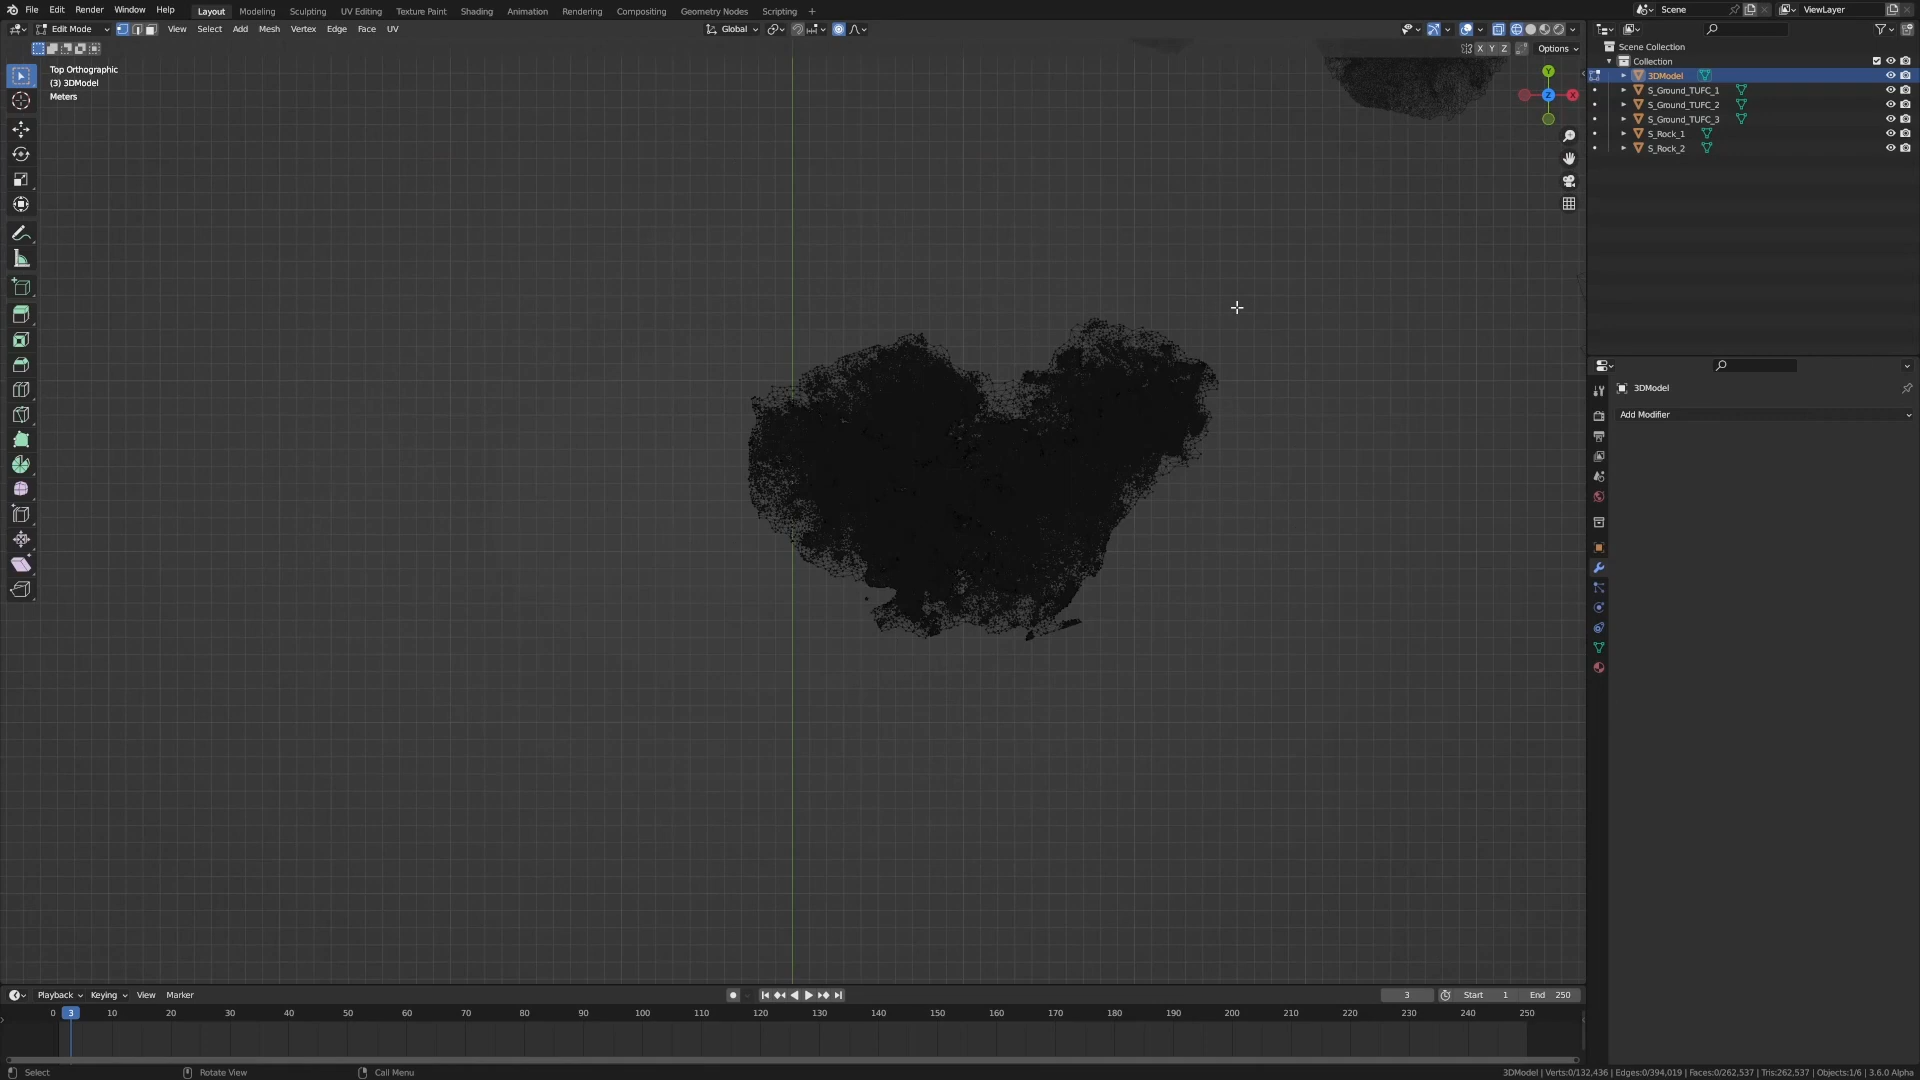 File Edit Render Window Help Layout Modeling Sculpting UV Editing Texture Paint Shading Animation Rendering Compositing Geometry Nodes Scripting + Scene ViewLayer
Edit Mode View Select Add Mesh Vertex Edge Face UV Global
X Y Z Options
Top Orthographic
(3) 3DModel
Meters
Y
Z
X
Scene Collection
Collection
3DModel
S_Ground_TUFC_1
S_Ground_TUFC_2
S_Ground_TUFC_3
S_Rock_1
S_Rock_2
3DModel
Add Modifier
Playback Keying View Marker 3 Start 1 End 250
0 3 10 20 30 40 50 60 70 80 90 100 110 120 130 140 150 160 170 180 190 200 210 220 230 240 250
Select Rotate View Call Menu 3DModel | Verts:0/132,436 | Edges:0/394,019 | Faces:0/262,537 | Tris:262,537 | Objects:1/6 | 3.6.0 Alpha